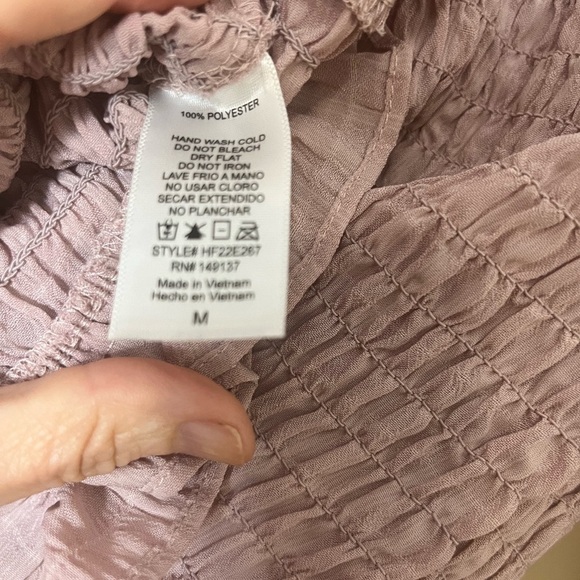 100% POLYESTER
HAND WASH COLD
DO NOT BLEACH
DRY FLAT
DO NOT IRON
LAVE FRIO A MANO
NO USAR CLORO
SECAR EXTENDIDO
NO PLANCHAR
STYLE# HF22E267
RN# 149137
Made in Vietnam
Hecho en Vietnam
M